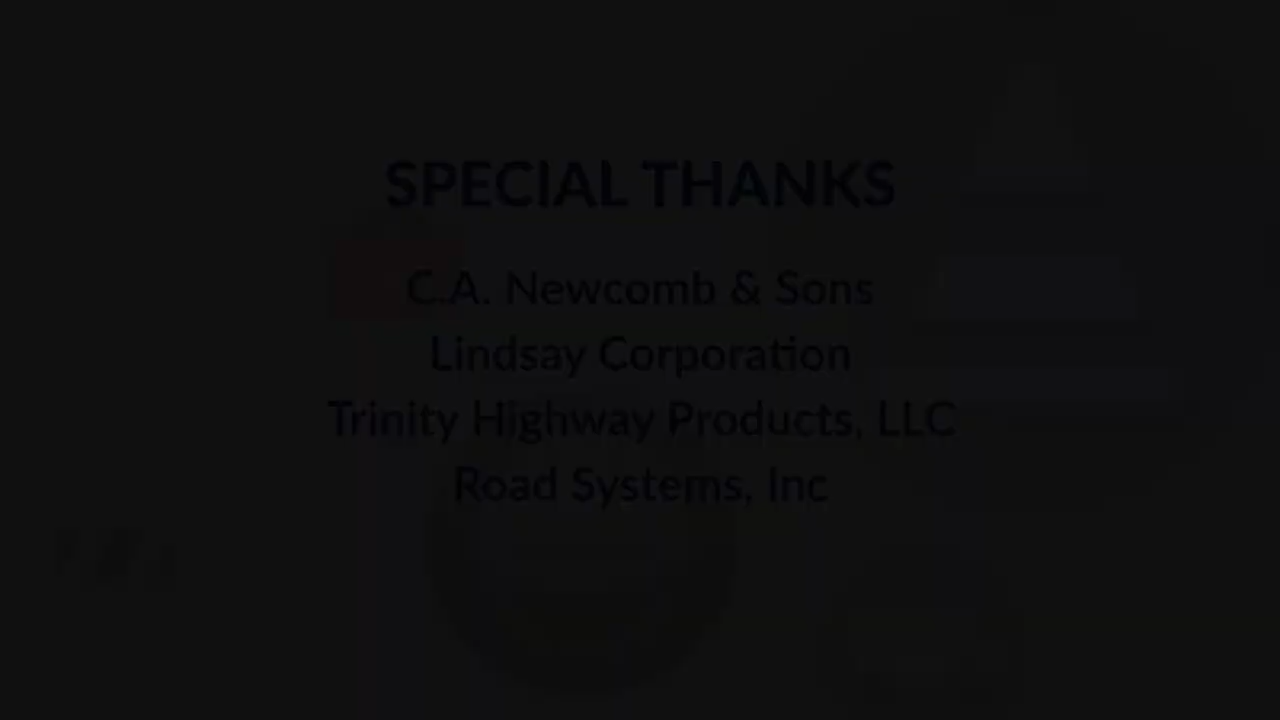 SPECIAL THANKS
C.A. Newcomb & Sons
Lindsay Corporation
Trinity Highway Products, LLC
Road Systems, Inc